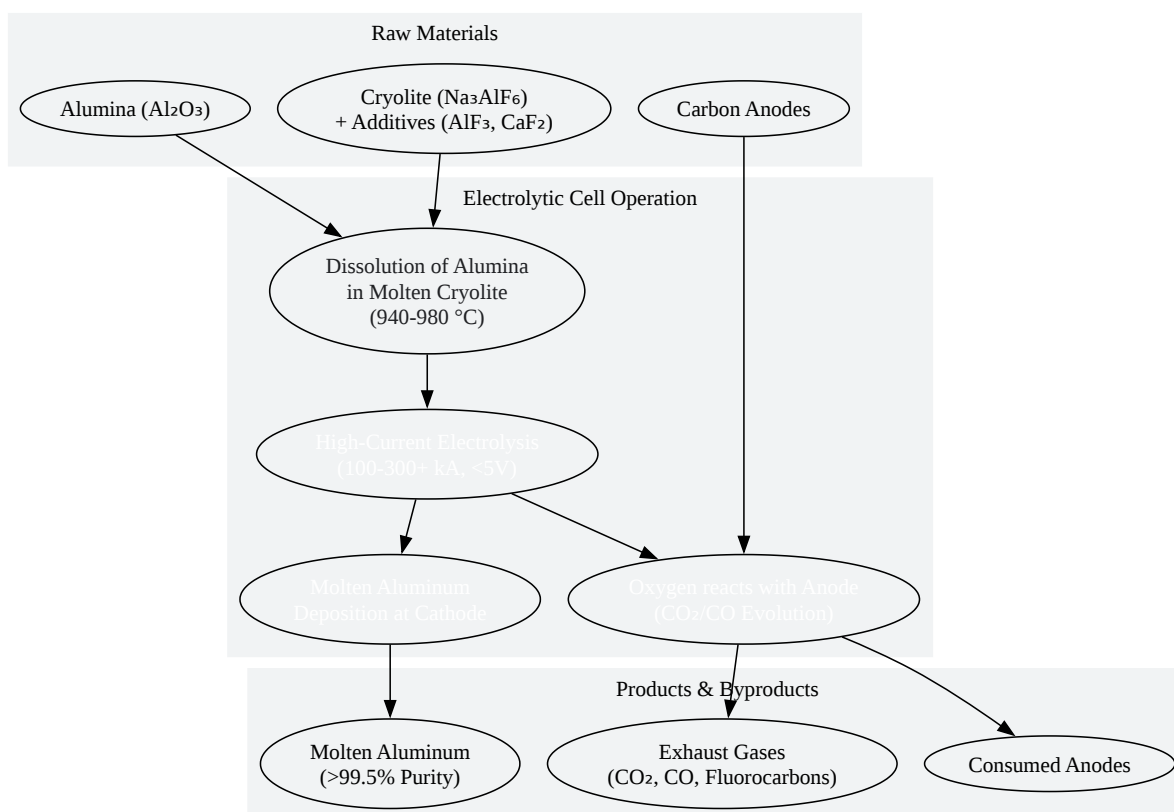 Raw Materials
Alumina (Al₂O₃)
Cryolite (Na₃AlF₆)
+ Additives (AlF₃, CaF₂)
Carbon Anodes
Electrolytic Cell Operation
Dissolution of Alumina
in Molten Cryolite
(940-980 °C)
High-Current Electrolysis
(100-300+ kA, <5V)
Molten Aluminum
Deposition at Cathode
Oxygen reacts with Anode
(CO₂/CO Evolution)
Products & Byproducts
Molten Aluminum
(>99.5% Purity)
Exhaust Gases
(CO₂, CO, Fluorocarbons)
Consumed Anodes